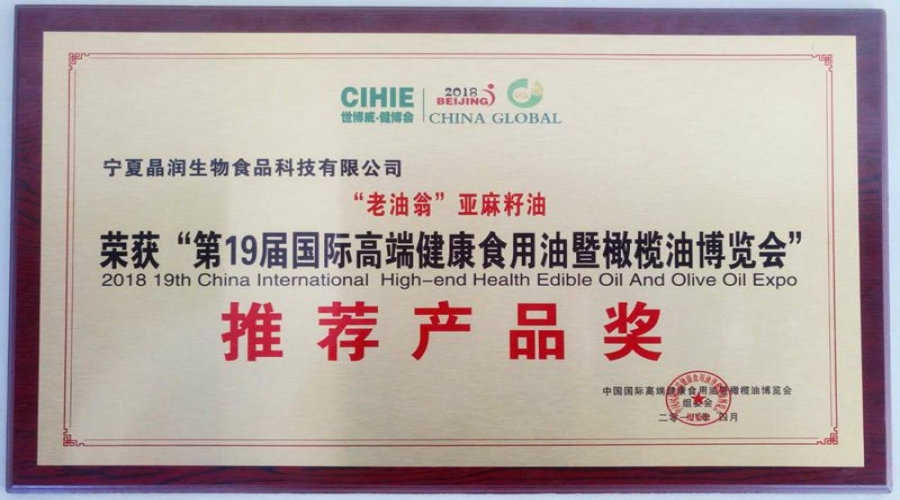 CIHIE
世博威·健博会
2018
BEIJING
CHINA GLOBAL
宁夏晶润生物食品科技有限公司
“老油翁”亚麻籽油
荣获“第19届国际高端健康食用油暨橄榄油博览会”
2018 19th China International High-end Health Edible Oil And Olive Oil Expo
推荐产品奖
中国国际高端健康食用油暨橄榄油博览会
组委会
二零一八年 四月